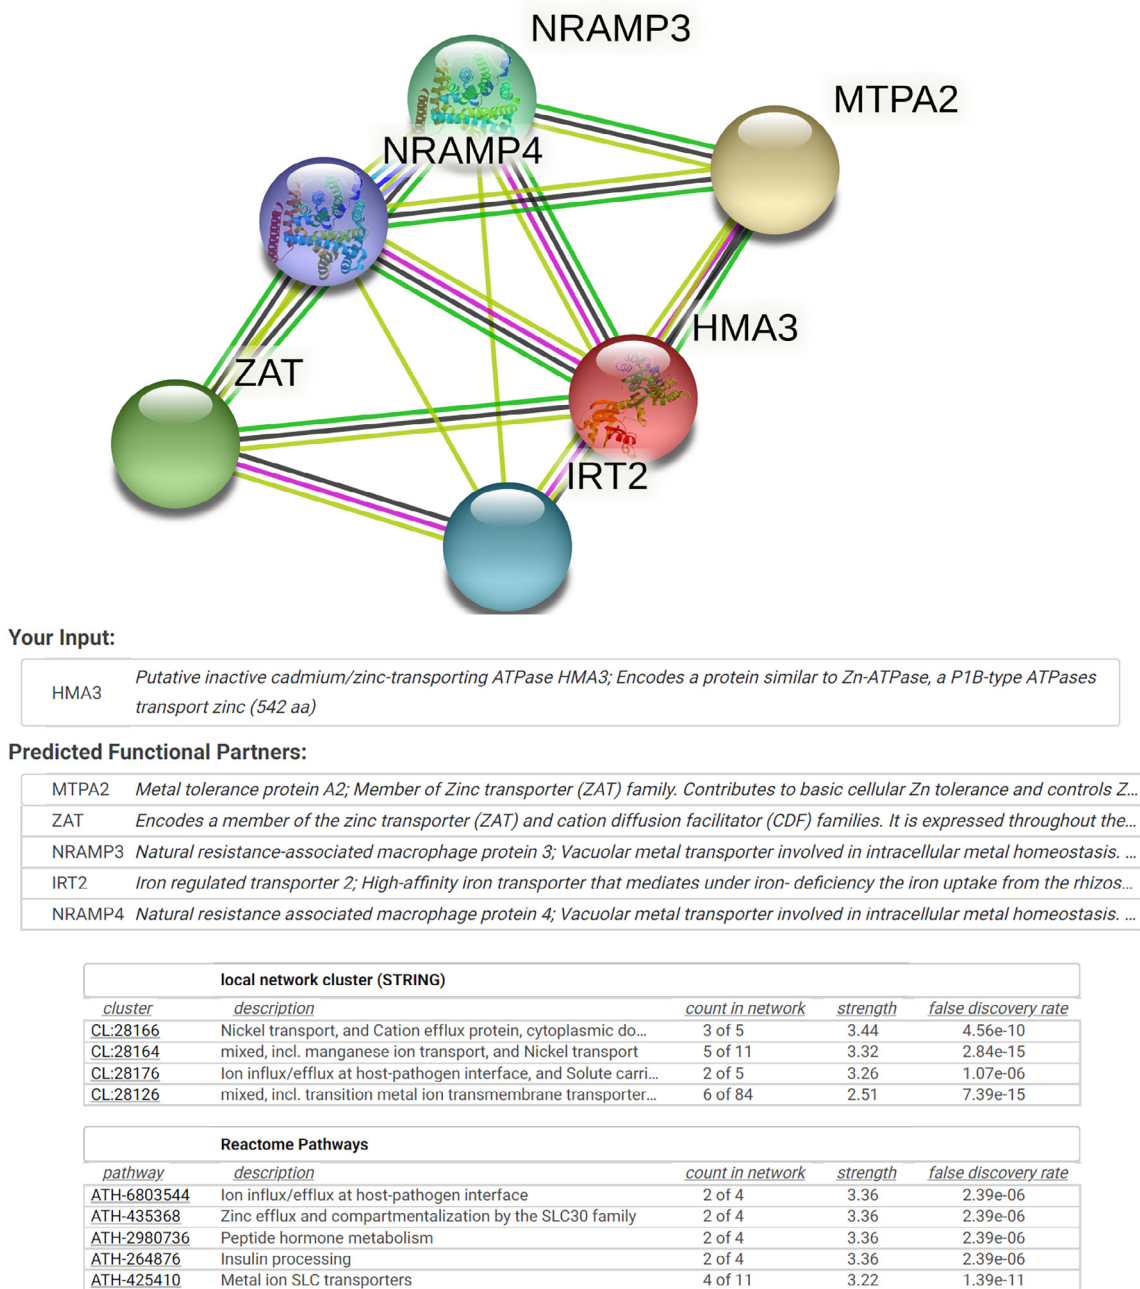 NRAMP3
MTPA2
NRAMP4
HMA3
ZAT
IRT2
Your Input:
HMA3 Putative inactive cadmium/zinc-transporting ATPase HMA3; Encodes a protein similar to Zn-ATPase, a P1B-type ATPases
transport zinc (542 aa)
Predicted Functional Partners:
MTPA2 Metal tolerance protein A2; Member of Zinc transporter (ZAT) family. Contributes to basic cellular Zn tolerance and controls Z...
ZAT Encodes a member of the zinc transporter (ZAT) and cation diffusion facilitator (CDF) families. It is expressed throughout the...
NRAMP3 Natural resistance-associated macrophage protein 3; Vacuolar metal transporter involved in intracellular metal homeostasis. ...
IRT2 Iron regulated transporter 2; High-affinity iron transporter that mediates under iron- deficiency the iron uptake from the rhizos...
NRAMP4 Natural resistance associated macrophage protein 4; Vacuolar metal transporter involved in intracellular metal homeostasis. ...
local network cluster (STRING)
cluster description count in network strength false discovery rate
CL:28166 Nickel transport, and Cation efflux protein, cytoplasmic do... 3 of 5 3.44 4.56e-10
CL:28164 mixed, incl. manganese ion transport, and Nickel transport 5 of 11 3.32 2.84e-15
CL:28176 Ion influx/efflux at host-pathogen interface, and Solute carri... 2 of 5 3.26 1.07e-06
CL:28126 mixed, incl. transition metal ion transmembrane transporter... 6 of 84 2.51 7.39e-15
Reactome Pathways
pathway description count in network strength false discovery rate
ATH-6803544 Ion influx/efflux at host-pathogen interface 2 of 4 3.36 2.39e-06
ATH-435368 Zinc efflux and compartmentalization by the SLC30 family 2 of 4 3.36 2.39e-06
ATH-2980736 Peptide hormone metabolism 2 of 4 3.36 2.39e-06
ATH-264876 Insulin processing 2 of 4 3.36 2.39e-06
ATH-425410 Metal ion SLC transporters 4 of 11 3.22 1.39e-11